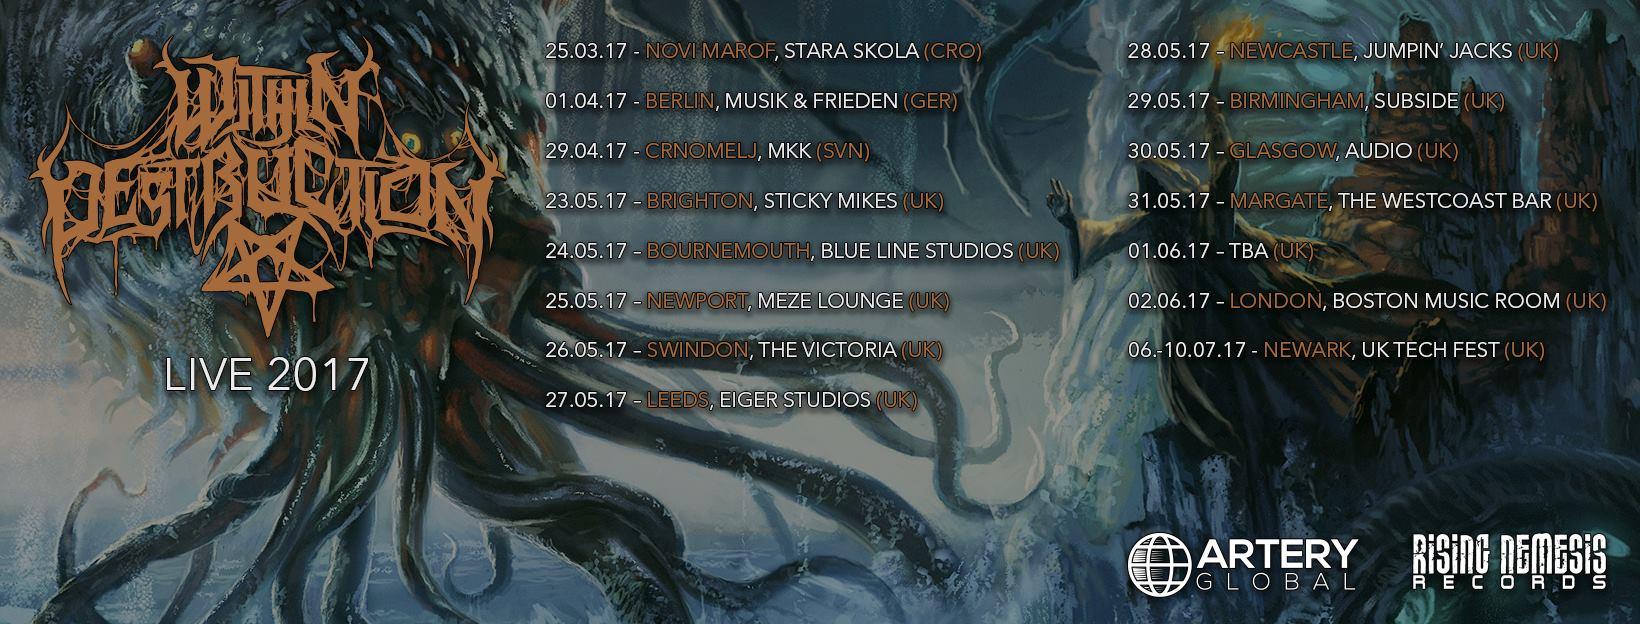 WITHIN
DESTRUCTION
LIVE 2017
25.03.17 - NOVI MAROF, STARA SKOLA (CRO)
01.04.17 - BERLIN, MUSIK & FRIEDEN (GER)
29.04.17 - CRNOMELJ, MKK (SVN)
23.05.17 – BRIGHTON, STICKY MIKES (UK)
24.05.17 – BOURNEMOUTH, BLUE LINE STUDIOS (UK)
25.05.17 – NEWPORT, MEZE LOUNGE (UK)
26.05.17 – SWINDON, THE VICTORIA (UK)
27.05.17 – LEEDS, EIGER STUDIOS (UK)
28.05.17 – NEWCASTLE, JUMPIN' JACKS (UK)
29.05.17 – BIRMINGHAM, SUBSIDE (UK)
30.05.17 – GLASGOW, AUDIO (UK)
31.05.17 – MARGATE, THE WESTCOAST BAR (UK)
01.06.17 – TBA (UK)
02.06.17 – LONDON, BOSTON MUSIC ROOM (UK)
06.-10.07.17 - NEWARK, UK TECH FEST (UK)
ARTERY
GLOBAL
RISING NEMESIS
RECORDS